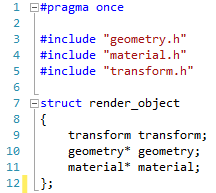 1 #pragma once
2
3 #include "geometry.h"
4 #include "material.h"
5 #include "transform.h"
6
7 struct render_object
8 {
9 transform transform;
10 geometry* geometry;
11 material* material;
12 };